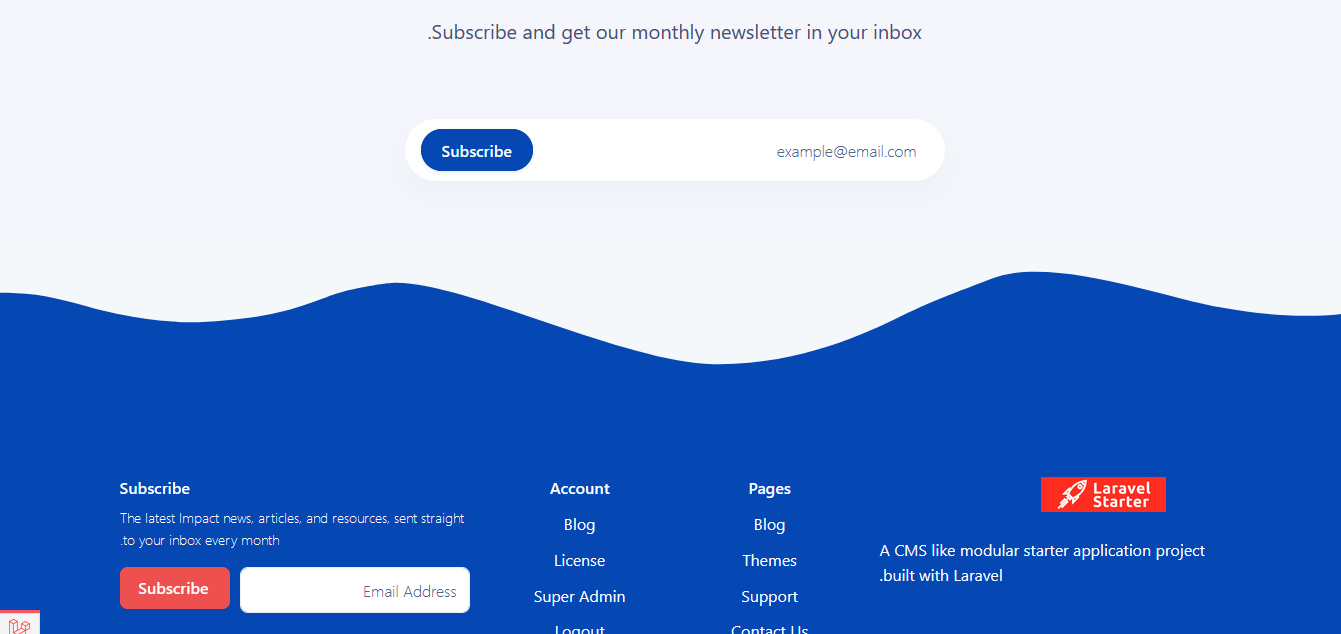 .Subscribe and get our monthly newsletter in your inbox
Subscribe
example@email.com
Subscribe
The latest Impact news, articles, and resources, sent straight
.to your inbox every month
Subscribe
Email Address
Account
Blog
License
Super Admin
Logout
Pages
Blog
Themes
Support
Contact Us
Laravel
Starter
A CMS like modular starter application project
.built with Laravel